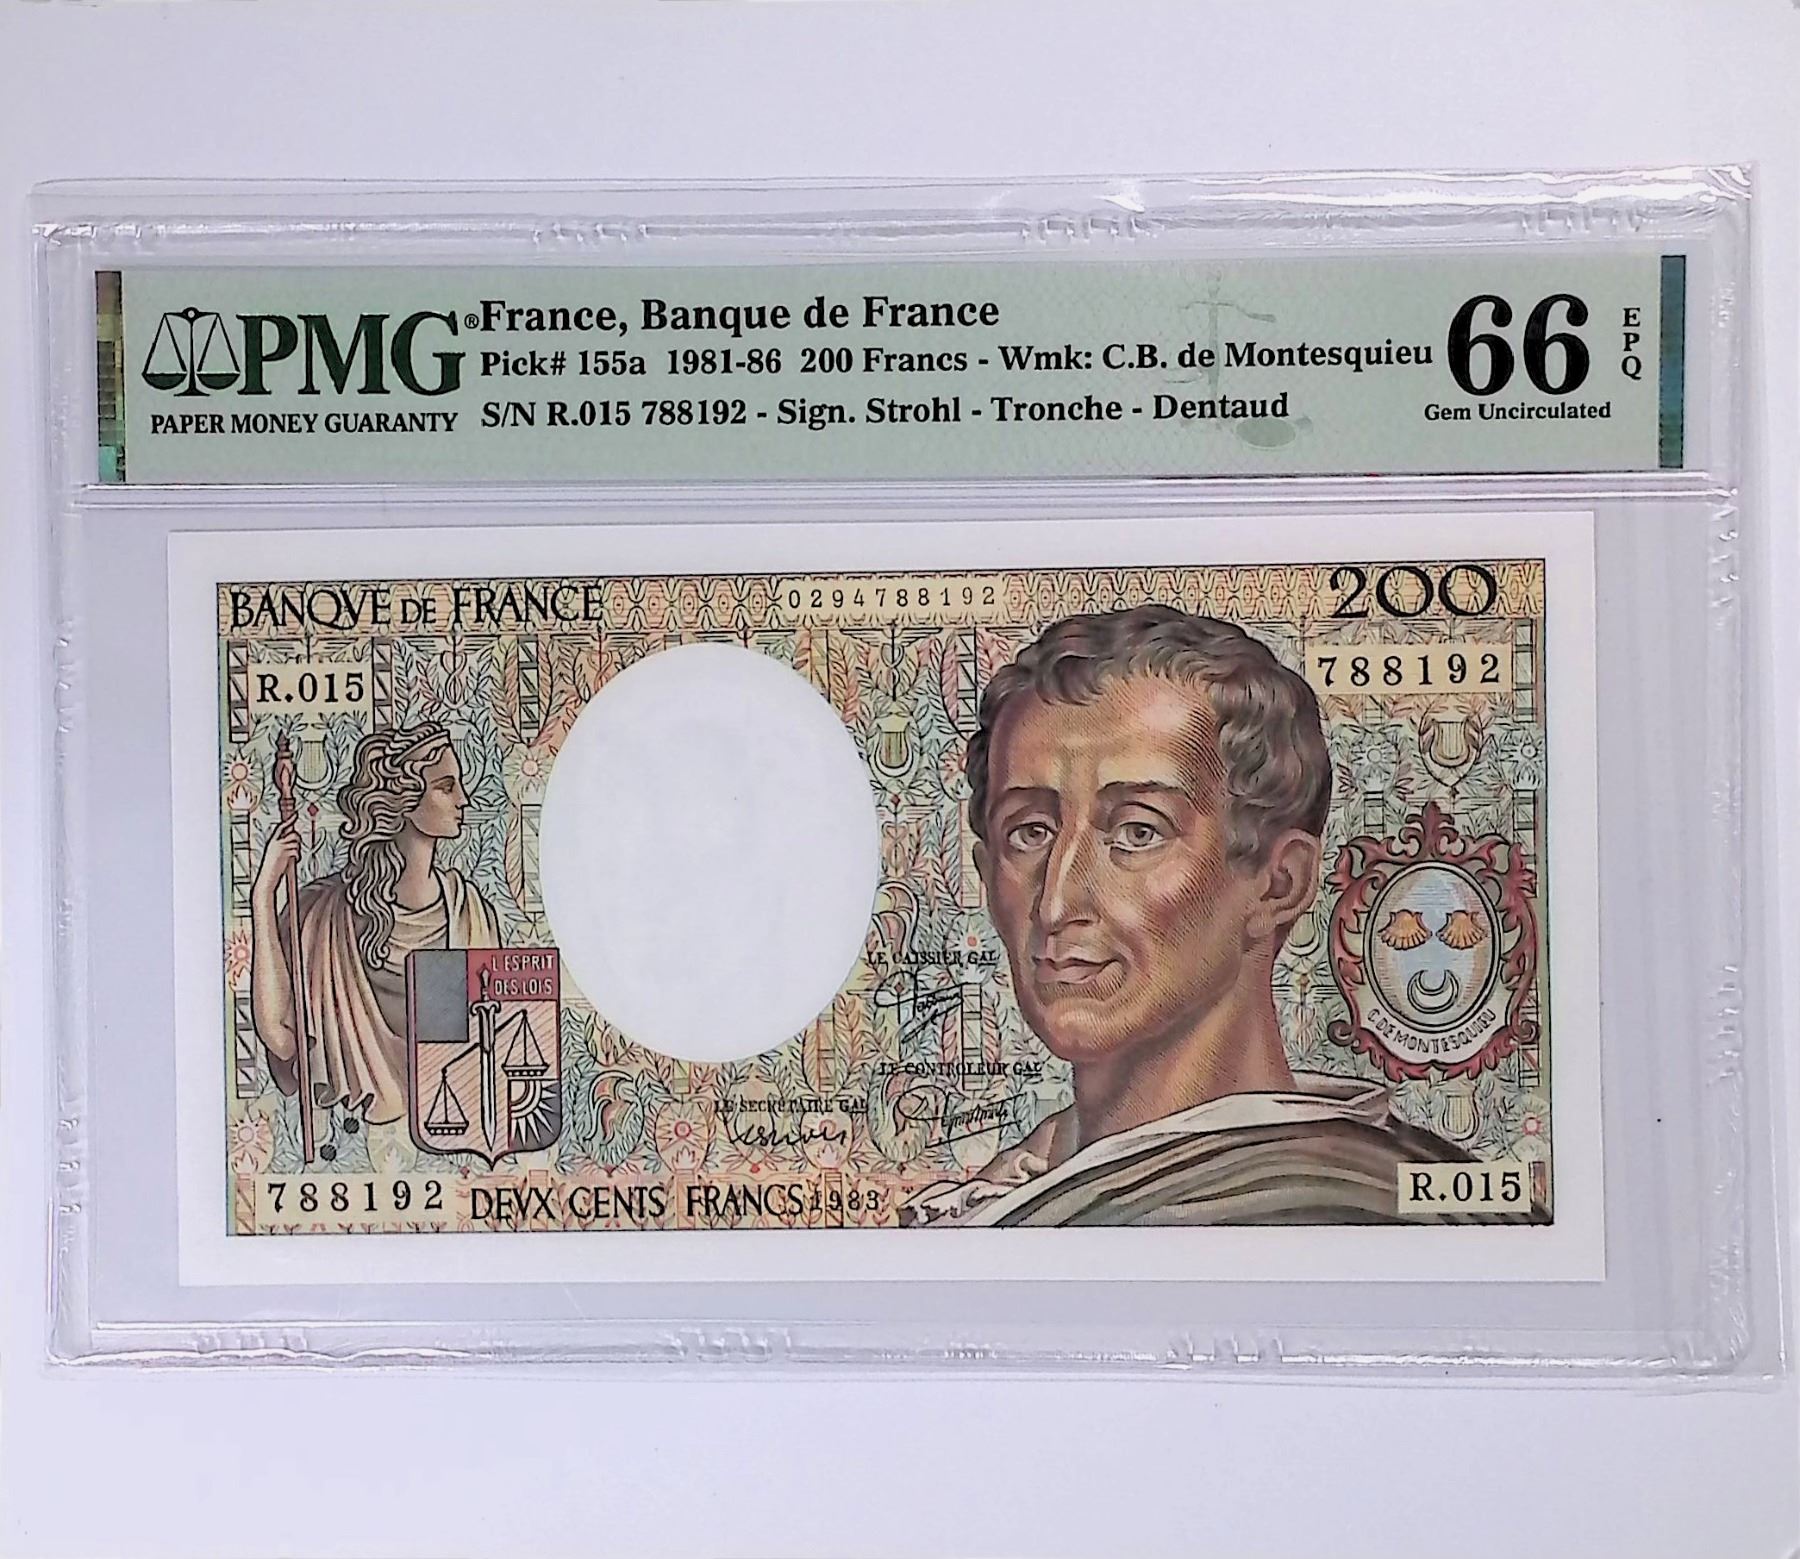 PMG®
PAPER MONEY GUARANTY
France, Banque de France
Pick# 155a 1981-86 200 Francs - Wmk: C.B. de Montesquieu
S/N R.015 788192 - Sign. Strohl - Tronche - Dentaud
66
EPQ
Gem Uncirculated
BANQVE DE FRANCE
0294788192
200
R.015
788192
L'ESPRIT
DES LOIS
LE CAISSIER GAL
LE CONTROLEUR GAL
LE SECRÉTAIRE GAL
C. DE MONTESQUIEU
788192
DEVX CENTS FRANCS 1983
R.015